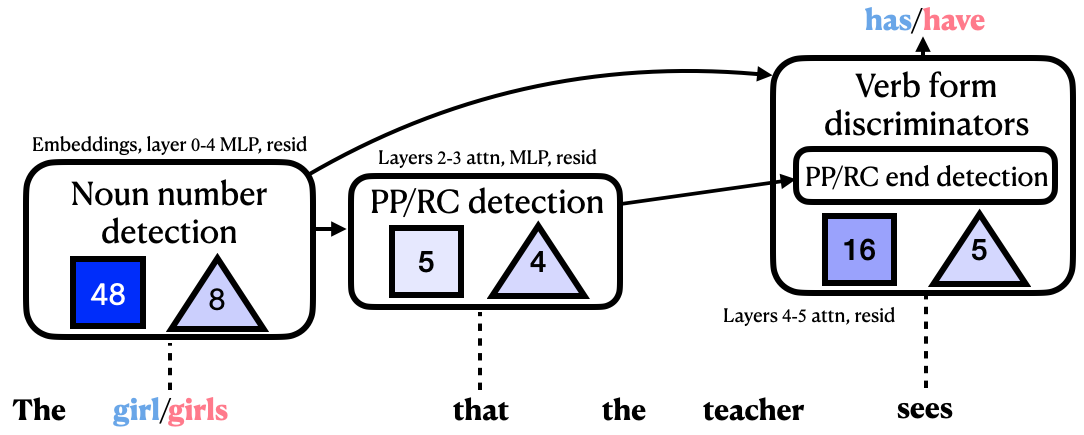 has/have
Verb form
discriminators
PP/RC end detection
16
5
Layers 4-5 attn, resid
Embeddings, layer 0-4 MLP, resid
Noun number
detection
48
8
Layers 2-3 attn, MLP, resid
PP/RC detection
5
4
The girl/girls that the teacher sees